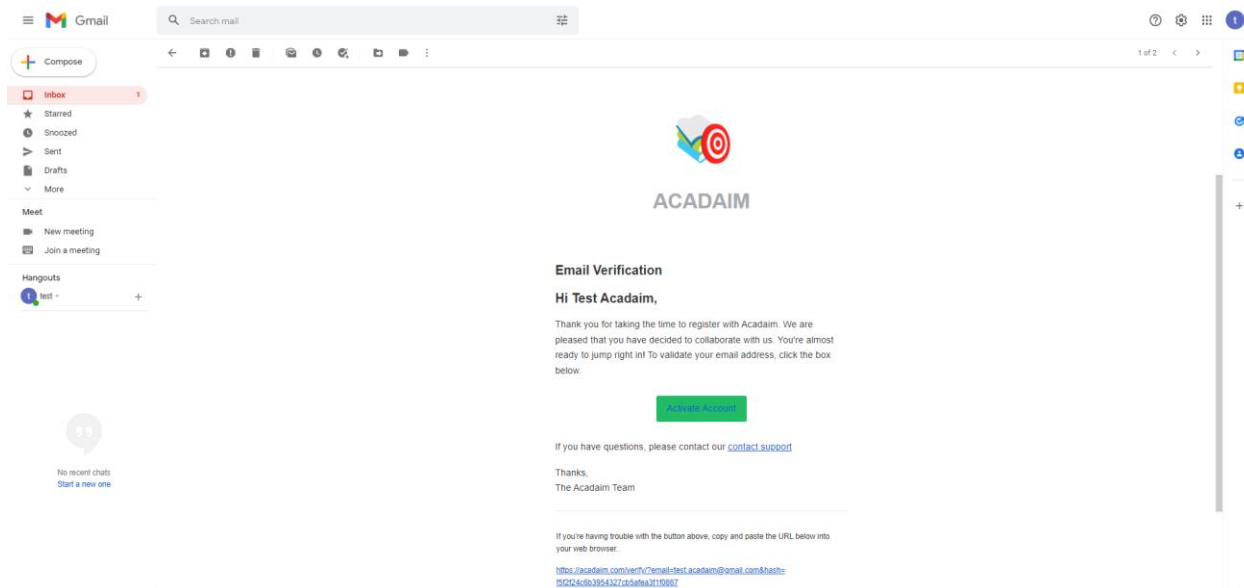 Gmail
Search mail
t
Compose
1 of 2
Inbox 1
Starred
Snoozed
Sent
Drafts
More
Meet
New meeting
Join a meeting
Hangouts
t test
No recent chats
Start a new one
ACADAIM
Email Verification
Hi Test Acadaim,
Thank you for taking the time to register with Acadaim. We are
pleased that you have decided to collaborate with us. You're almost
ready to jump right in! To validate your email address, click the box
below.
Activate Account
If you have questions, please contact our contact support
Thanks,
The Acadaim Team
If you're having trouble with the button above, copy and paste the URL below into
your web browser.
https://acadaim.com/verify/?email=test.acadaim@gmail.com&hash=